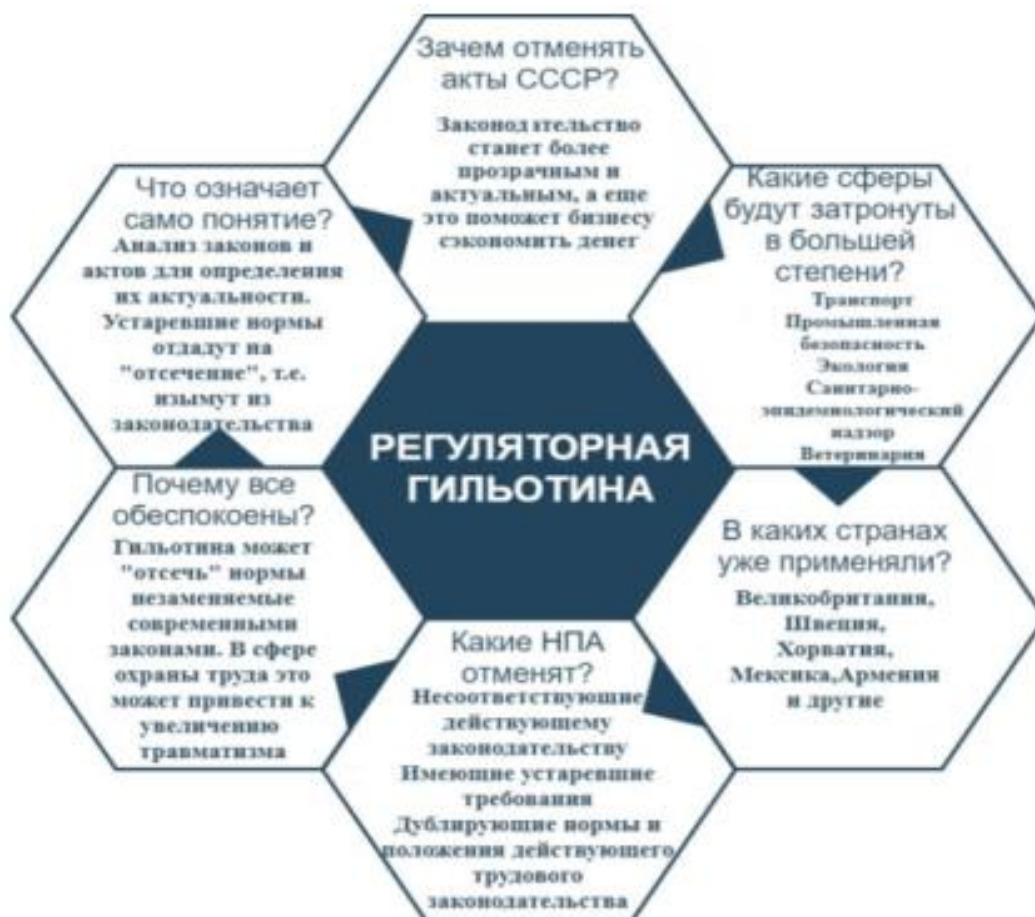 Зачем отменять
акты СССР?
Законодательство
станет более
прозрачным и
актуальным, а еще
это поможет бизнесу
сэкономить денег
Какие сферы
будут затронуты
в большей
степени?
Транспорт
Промышленная
безопасность
Экология
Санитарно-
эпидемиологический
надзор
Ветеринария
В каких странах
уже применяли?
Великобритания,
Швеция,
Хорватия,
Мексика,Армения
и другие
Какие НПА
отменят?
Несоответствующие
действующему
законодательству
Имеющие устаревшие
требования
Дублирующие нормы и
положения действующего
трудового
законодательства
Почему все
обеспокоены?
Гильотина может
"отсечь" нормы
незаменяемые
современными
законами. В сфере
охраны труда это
может привести к
увеличению
травматизма
Что означает
само понятие?
Анализ законов и
актов для определения
их актуальности.
Устаревшие нормы
отдадут на
"отсечение", т.е.
изымут из
законодательства
РЕГУЛЯТОРНАЯ
ГИЛЬОТИНА